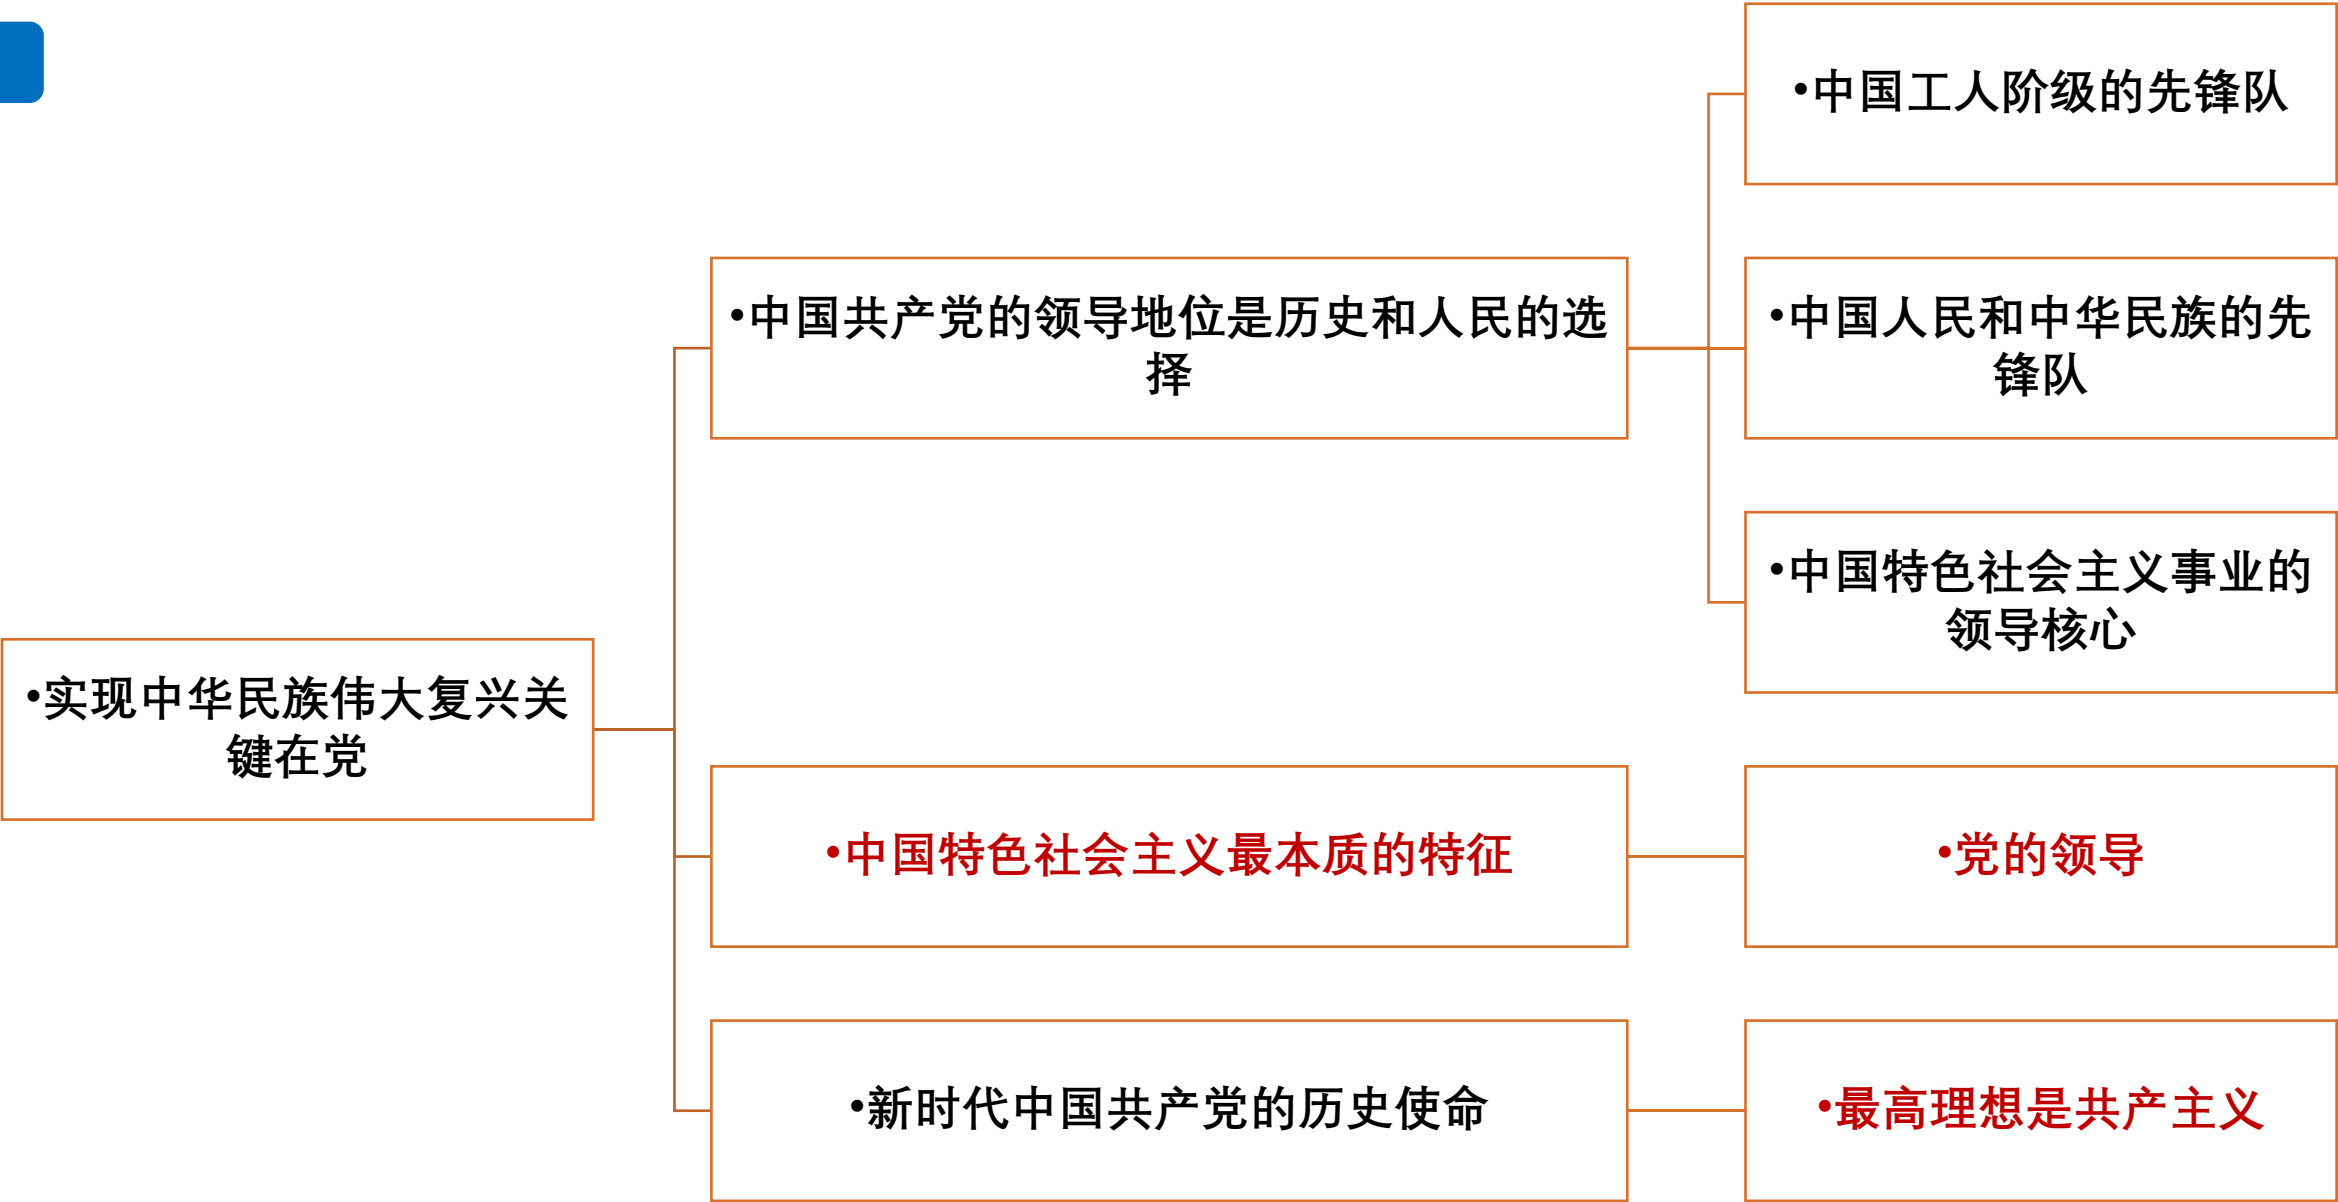 •实现中华民族伟大复兴关
键在党
•中国共产党的领导地位是历史和人民的选
择
•中国工人阶级的先锋队
•中国人民和中华民族的先
锋队
•中国特色社会主义事业的
领导核心
•中国特色社会主义最本质的特征
•党的领导
•新时代中国共产党的历史使命
•最高理想是共产主义